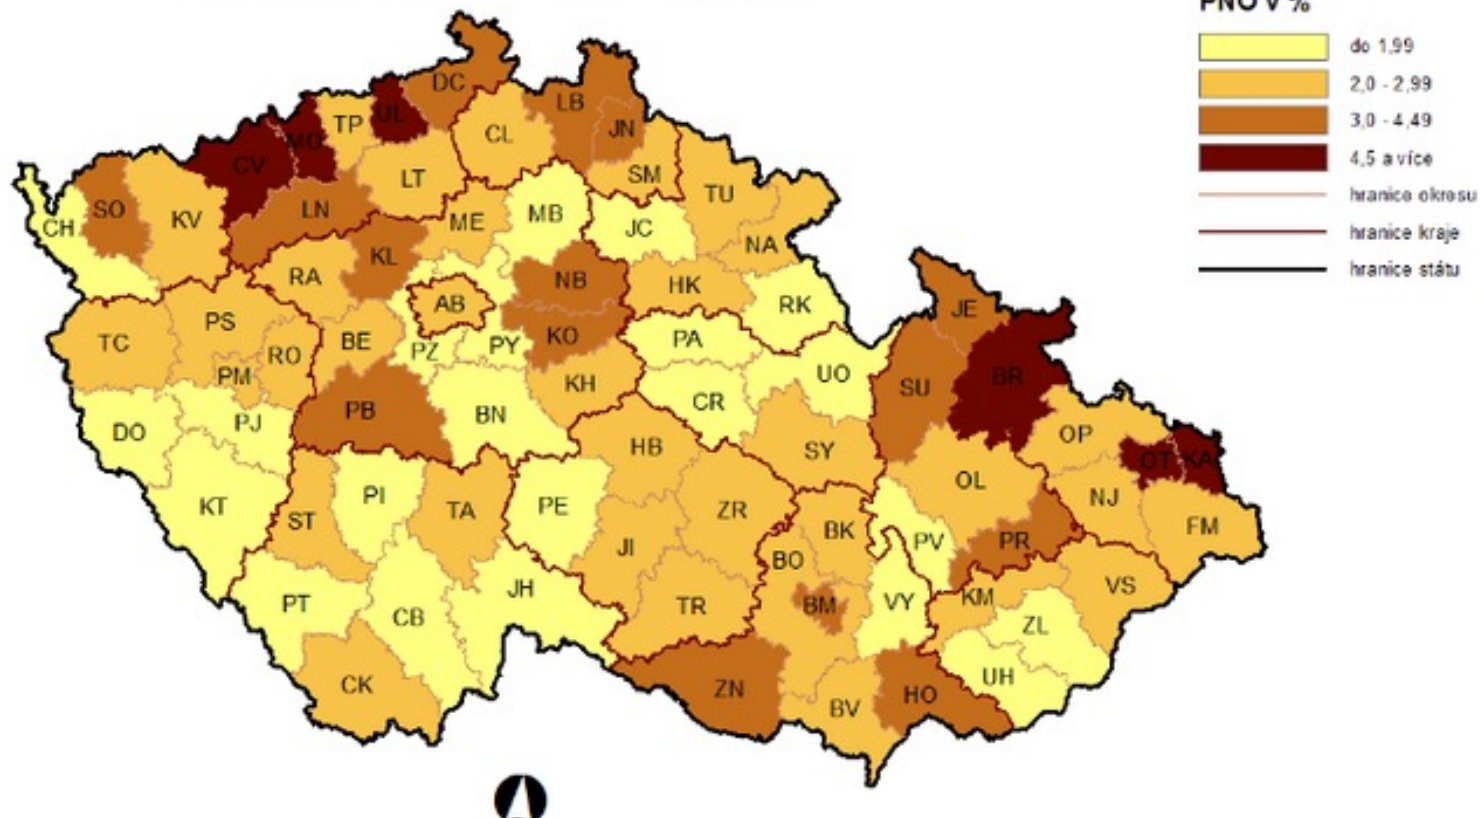 PNO v %
do 1,99
2,0 - 2,99
3,0 - 4,49
4,5 a více
hranice okresu
hranice kraje
hranice státu
DC
LB
UL
TP
MO
CL
JN
CV
LT
SM
TU
SO
KV
LN
ME
MB
JC
CH
NA
KL
RA
NB
HK
AB
RK
JE
PS
TC
BE
RO
PZ
PY
KO
PA
PM
KH
UO
SU
BR
PB
BN
CR
DO
PJ
HB
SY
OP
OT
KA
KT
ST
PI
TA
PE
ZR
OL
NJ
FM
BK
JI
BO
PV
PR
PT
CB
JH
TR
BM
VY
KM
VS
ZL
CK
ZN
BV
HO
UH